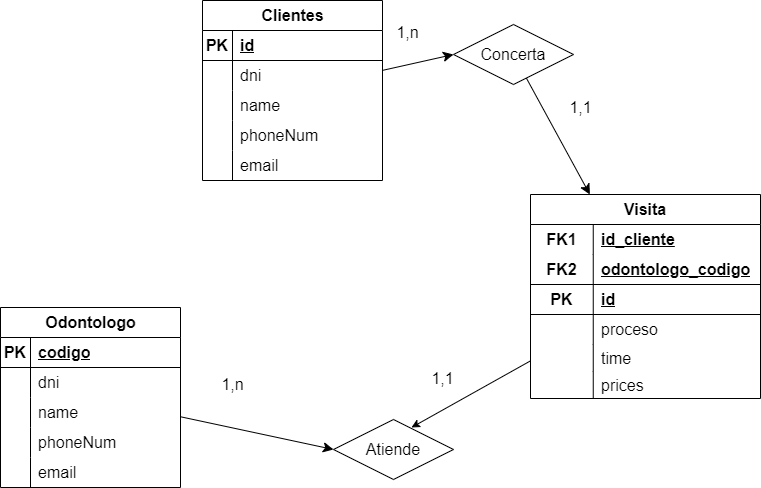 Clientes
PK id
dni
name
phoneNum
email
1,n
Concerta
1,1
Visita
FK1 id_cliente
FK2 odontologo_codigo
PK id
proceso
time
prices
Odontologo
PK codigo
dni
name
phoneNum
email
1,n
1,1
Atiende